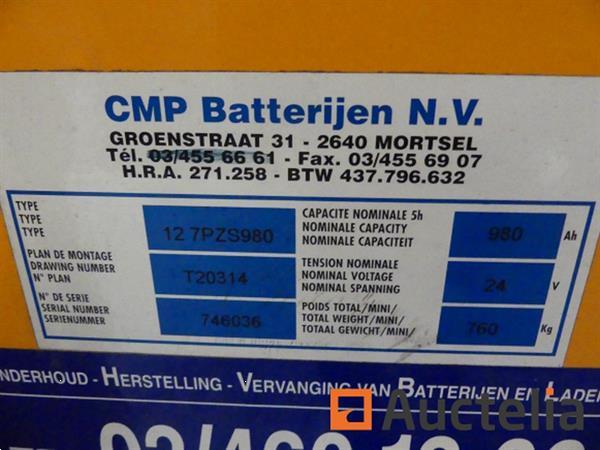 CMP Batterijen N.V.
GROENSTRAAT 31 - 2640 MORTSEL
Tél. 03/455 66 61 - Fax. 03/455 69 07
H.R.A. 271.258 - BTW 437.796.632
TYPE
TYPE
TYPE
12 7PZS980
CAPACITE NOMINALE 5h
NOMINALE CAPACITY
NOMINALE CAPACITEIT
980 Ah
PLAN DE MONTAGE
DRAWING NUMBER
N° PLAN
T20314
TENSION NOMINALE
NOMINAL VOLTAGE
NOMINAL SPANNING
24 V
N° DE SERIE
SERIAL NUMBER
SERIENUMMER
746036
POIDS TOTAL/MINI/
TOTAL WEIGHT/MINI/
TOTAAL GEWICHT/MINI/
760 Kg
NDERHOUD - HERSTELLING - VERVANGING VAN BATTERIJEN EN LADE
Auctelia